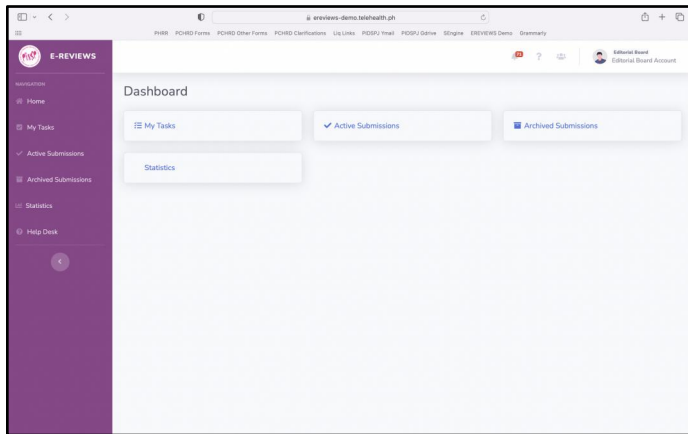 ereviews-demo.telehealth.ph
PHRR PCHRD Forms PCHRD Other Forms PCHRD Clarifications Liq Links PIDSPJ Ymail PIDSPJ Gdrive SEngine EREVIEWS Demo Grammarly
E-REVIEWS
Editorial Board
Editorial Board Account
NAVIGATION
Home
My Tasks
Active Submissions
Archived Submissions
Statistics
Help Desk
Dashboard
My Tasks
Active Submissions
Archived Submissions
Statistics